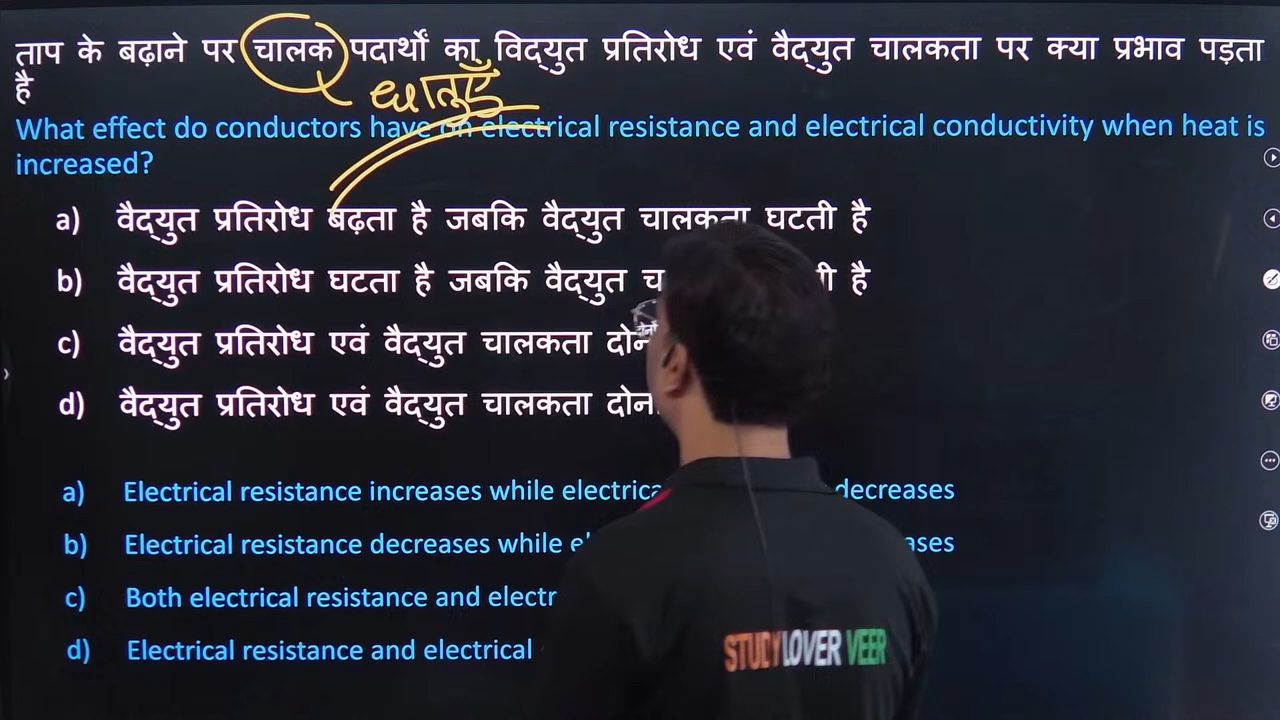 ताप के बढ़ाने पर चालक पदार्थों का विद्युत प्रतिरोध एवं वैद्युत चालकता पर क्या प्रभाव पड़ता
है
धातुएँ
What effect do conductors have on electrical resistance and electrical conductivity when heat is
increased?
a) वैद्युत प्रतिरोध बढ़ता है जबकि वैद्युत चालकता घटती है
b) वैद्युत प्रतिरोध घटता है जबकि वैद्युत है
c) वैद्युत प्रतिरोध एवं वैद्युत चालकता
d) वैद्युत प्रतिरोध एवं वैद्युत चालकता
a) Electrical resistance increases while decreases
b) Electrical resistance decreases while
c) Both electrical resistance and
d) Electrical resistance and electrical
STUDY LOVER VEER